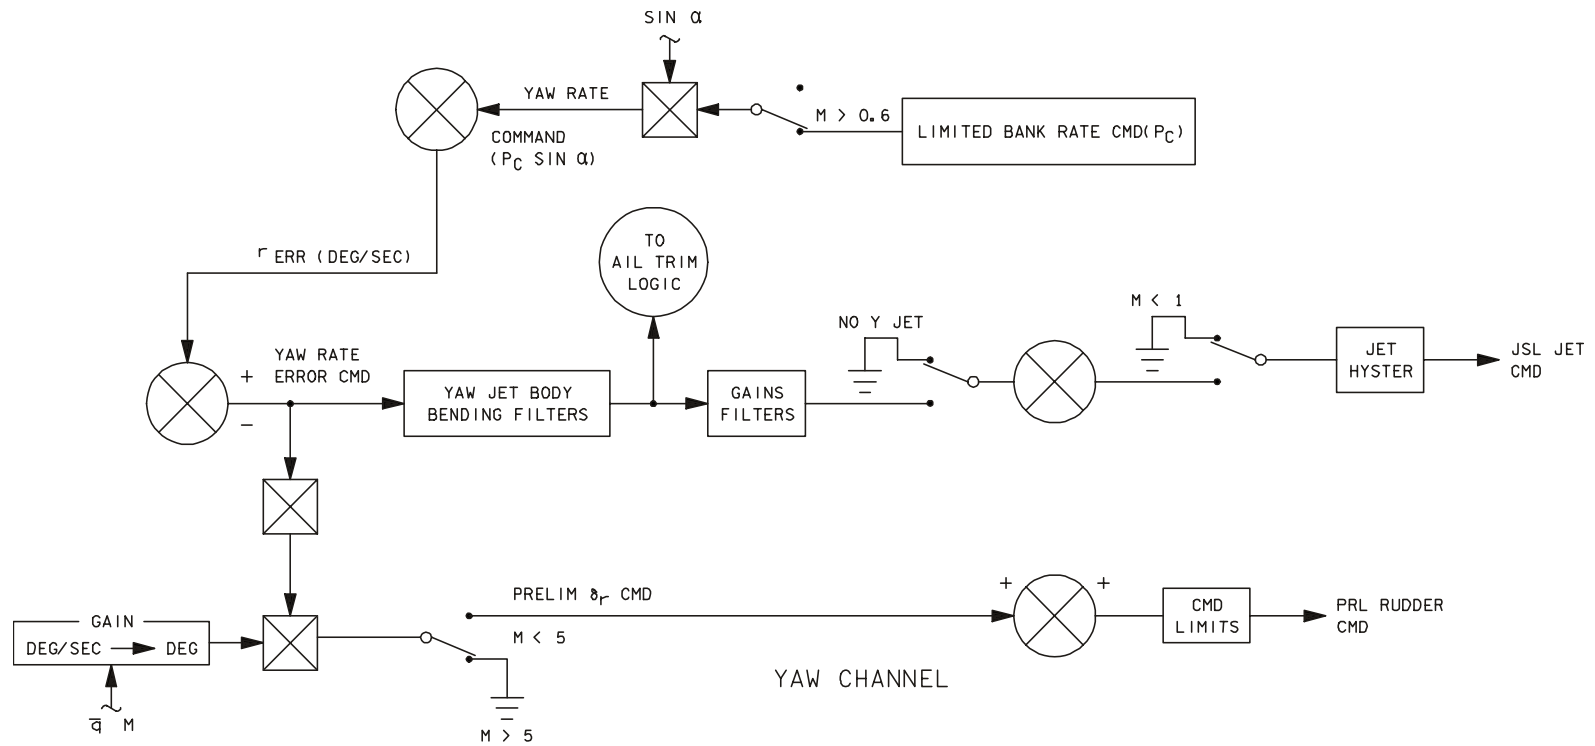 SIN α
YAW RATE
COMMAND
(PC SIN α)
M > 0.6
LIMITED BANK RATE CMD(PC)
r ERR (DEG/SEC)
TO
AIL TRIM
LOGIC
YAW RATE
ERROR CMD
+
−
YAW JET BODY
BENDING FILTERS
GAINS
FILTERS
NO Y JET
M < 1
JET
HYSTER
JSL JET
CMD
GAIN
DEG/SEC → DEG
q̄ M
PRELIM δr CMD
M < 5
M > 5
+
+
CMD
LIMITS
PRL RUDDER
CMD
YAW CHANNEL